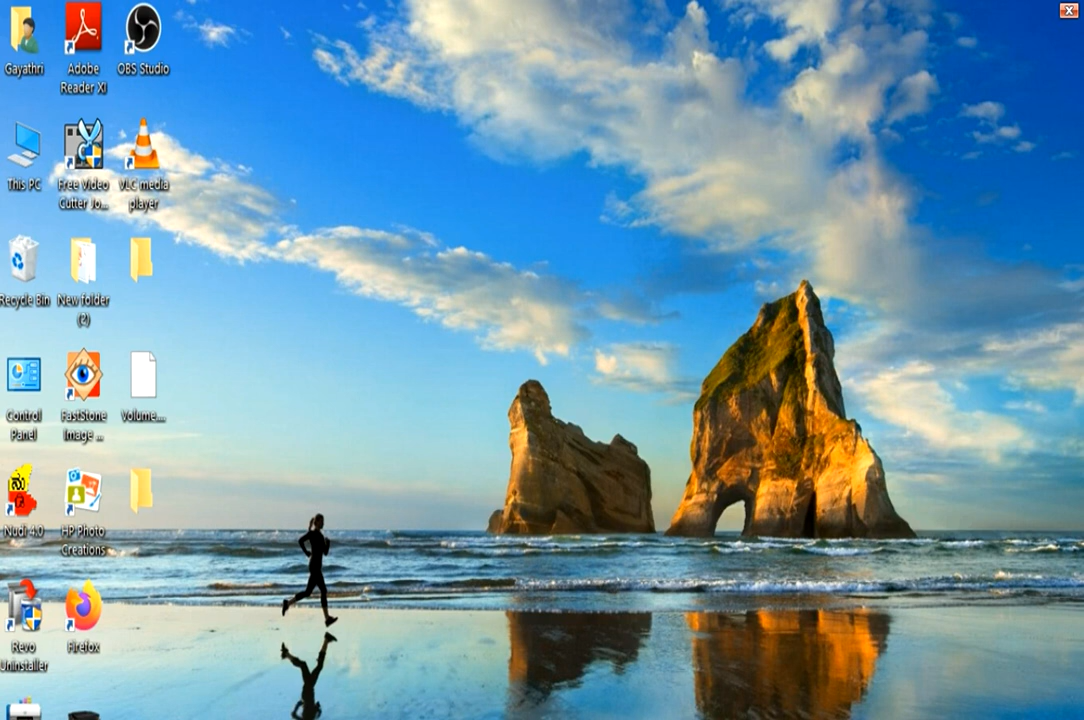 Gayathri
Adobe
Reader XI
OBS Studio
This PC
Free Video
Cutter Jo...
VLC media
player
Recycle Bin
New folder
(2)
Control
Panel
FastStone
Image ...
Volume....
Nudi 4.0
HP Photo
Creations
Revo
Uninstaller
Firefox